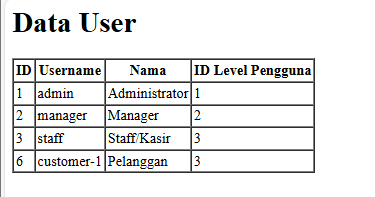 Data User
ID Username Nama ID Level Pengguna
1 admin Administrator 1
2 manager Manager 2
3 staff Staff/Kasir 3
6 customer-1 Pelanggan 3